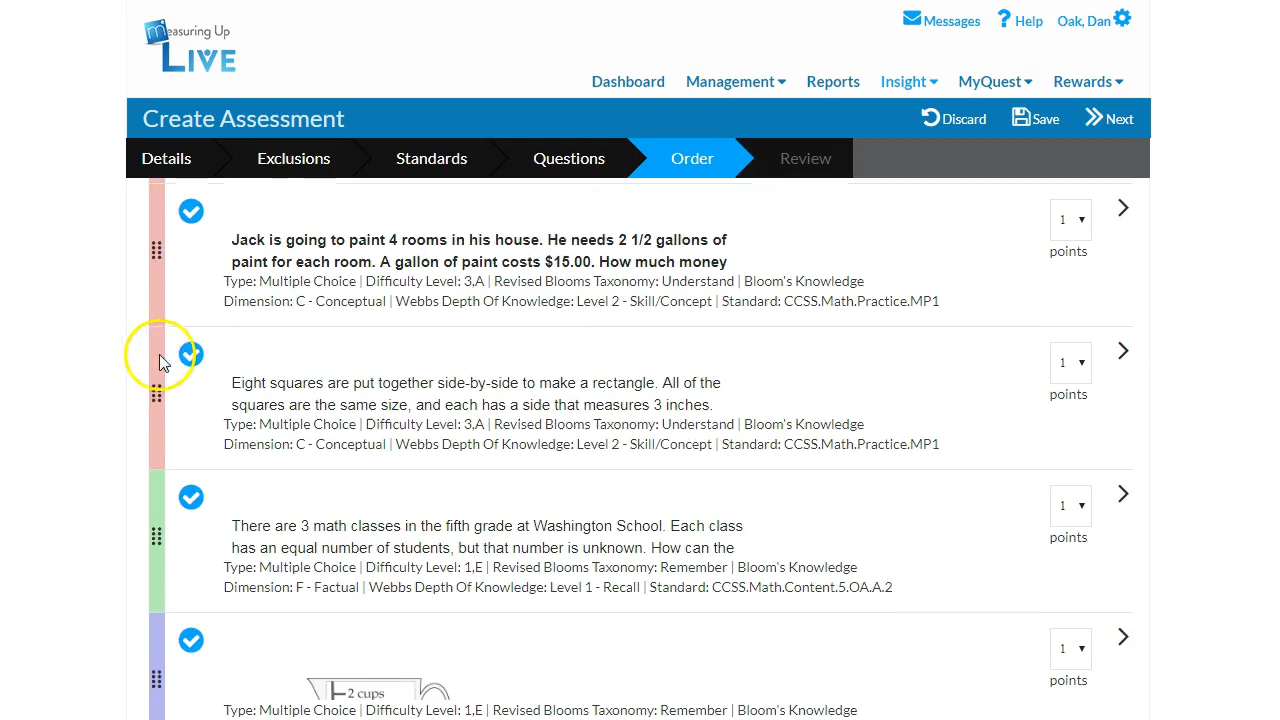 Measuring Up
LIVE
Messages
Help
Oak, Dan
Dashboard
Management
Reports
Insight
MyQuest
Rewards
Create Assessment
Discard
Save
Next
Details
Exclusions
Standards
Questions
Order
Review
Jack is going to paint 4 rooms in his house. He needs 2 1/2 gallons of
paint for each room. A gallon of paint costs $15.00. How much money
Type: Multiple Choice | Difficulty Level: 3,A | Revised Blooms Taxonomy: Understand | Bloom's Knowledge
Dimension: C - Conceptual | Webbs Depth Of Knowledge: Level 2 - Skill/Concept | Standard: CCSS.Math.Practice.MP1
1
points
Eight squares are put together side-by-side to make a rectangle. All of the
squares are the same size, and each has a side that measures 3 inches.
Type: Multiple Choice | Difficulty Level: 3,A | Revised Blooms Taxonomy: Understand | Bloom's Knowledge
Dimension: C - Conceptual | Webbs Depth Of Knowledge: Level 2 - Skill/Concept | Standard: CCSS.Math.Practice.MP1
1
points
There are 3 math classes in the fifth grade at Washington School. Each class
has an equal number of students, but that number is unknown. How can the
Type: Multiple Choice | Difficulty Level: 1,E | Revised Blooms Taxonomy: Remember | Bloom's Knowledge
Dimension: F - Factual | Webbs Depth Of Knowledge: Level 1 - Recall | Standard: CCSS.Math.Content.5.OA.A.2
1
points
2 cups
Type: Multiple Choice | Difficulty Level: 1,E | Revised Blooms Taxonomy: Remember | Bloom's Knowledge
1
points